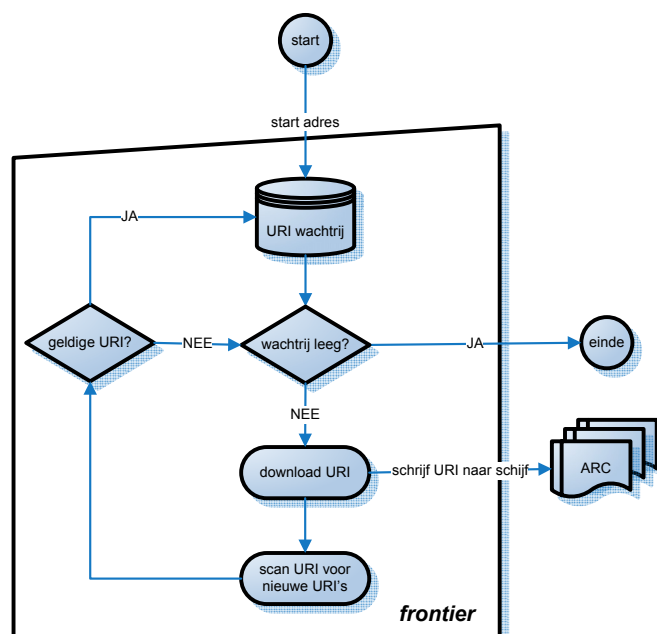 start
start adres
URI wachtrij
JA
geldige URI?
NEE
wachtrij leeg?
JA
einde
NEE
download URI
schrijf URI naar schijf
ARC
scan URI voor
nieuwe URI's
frontier